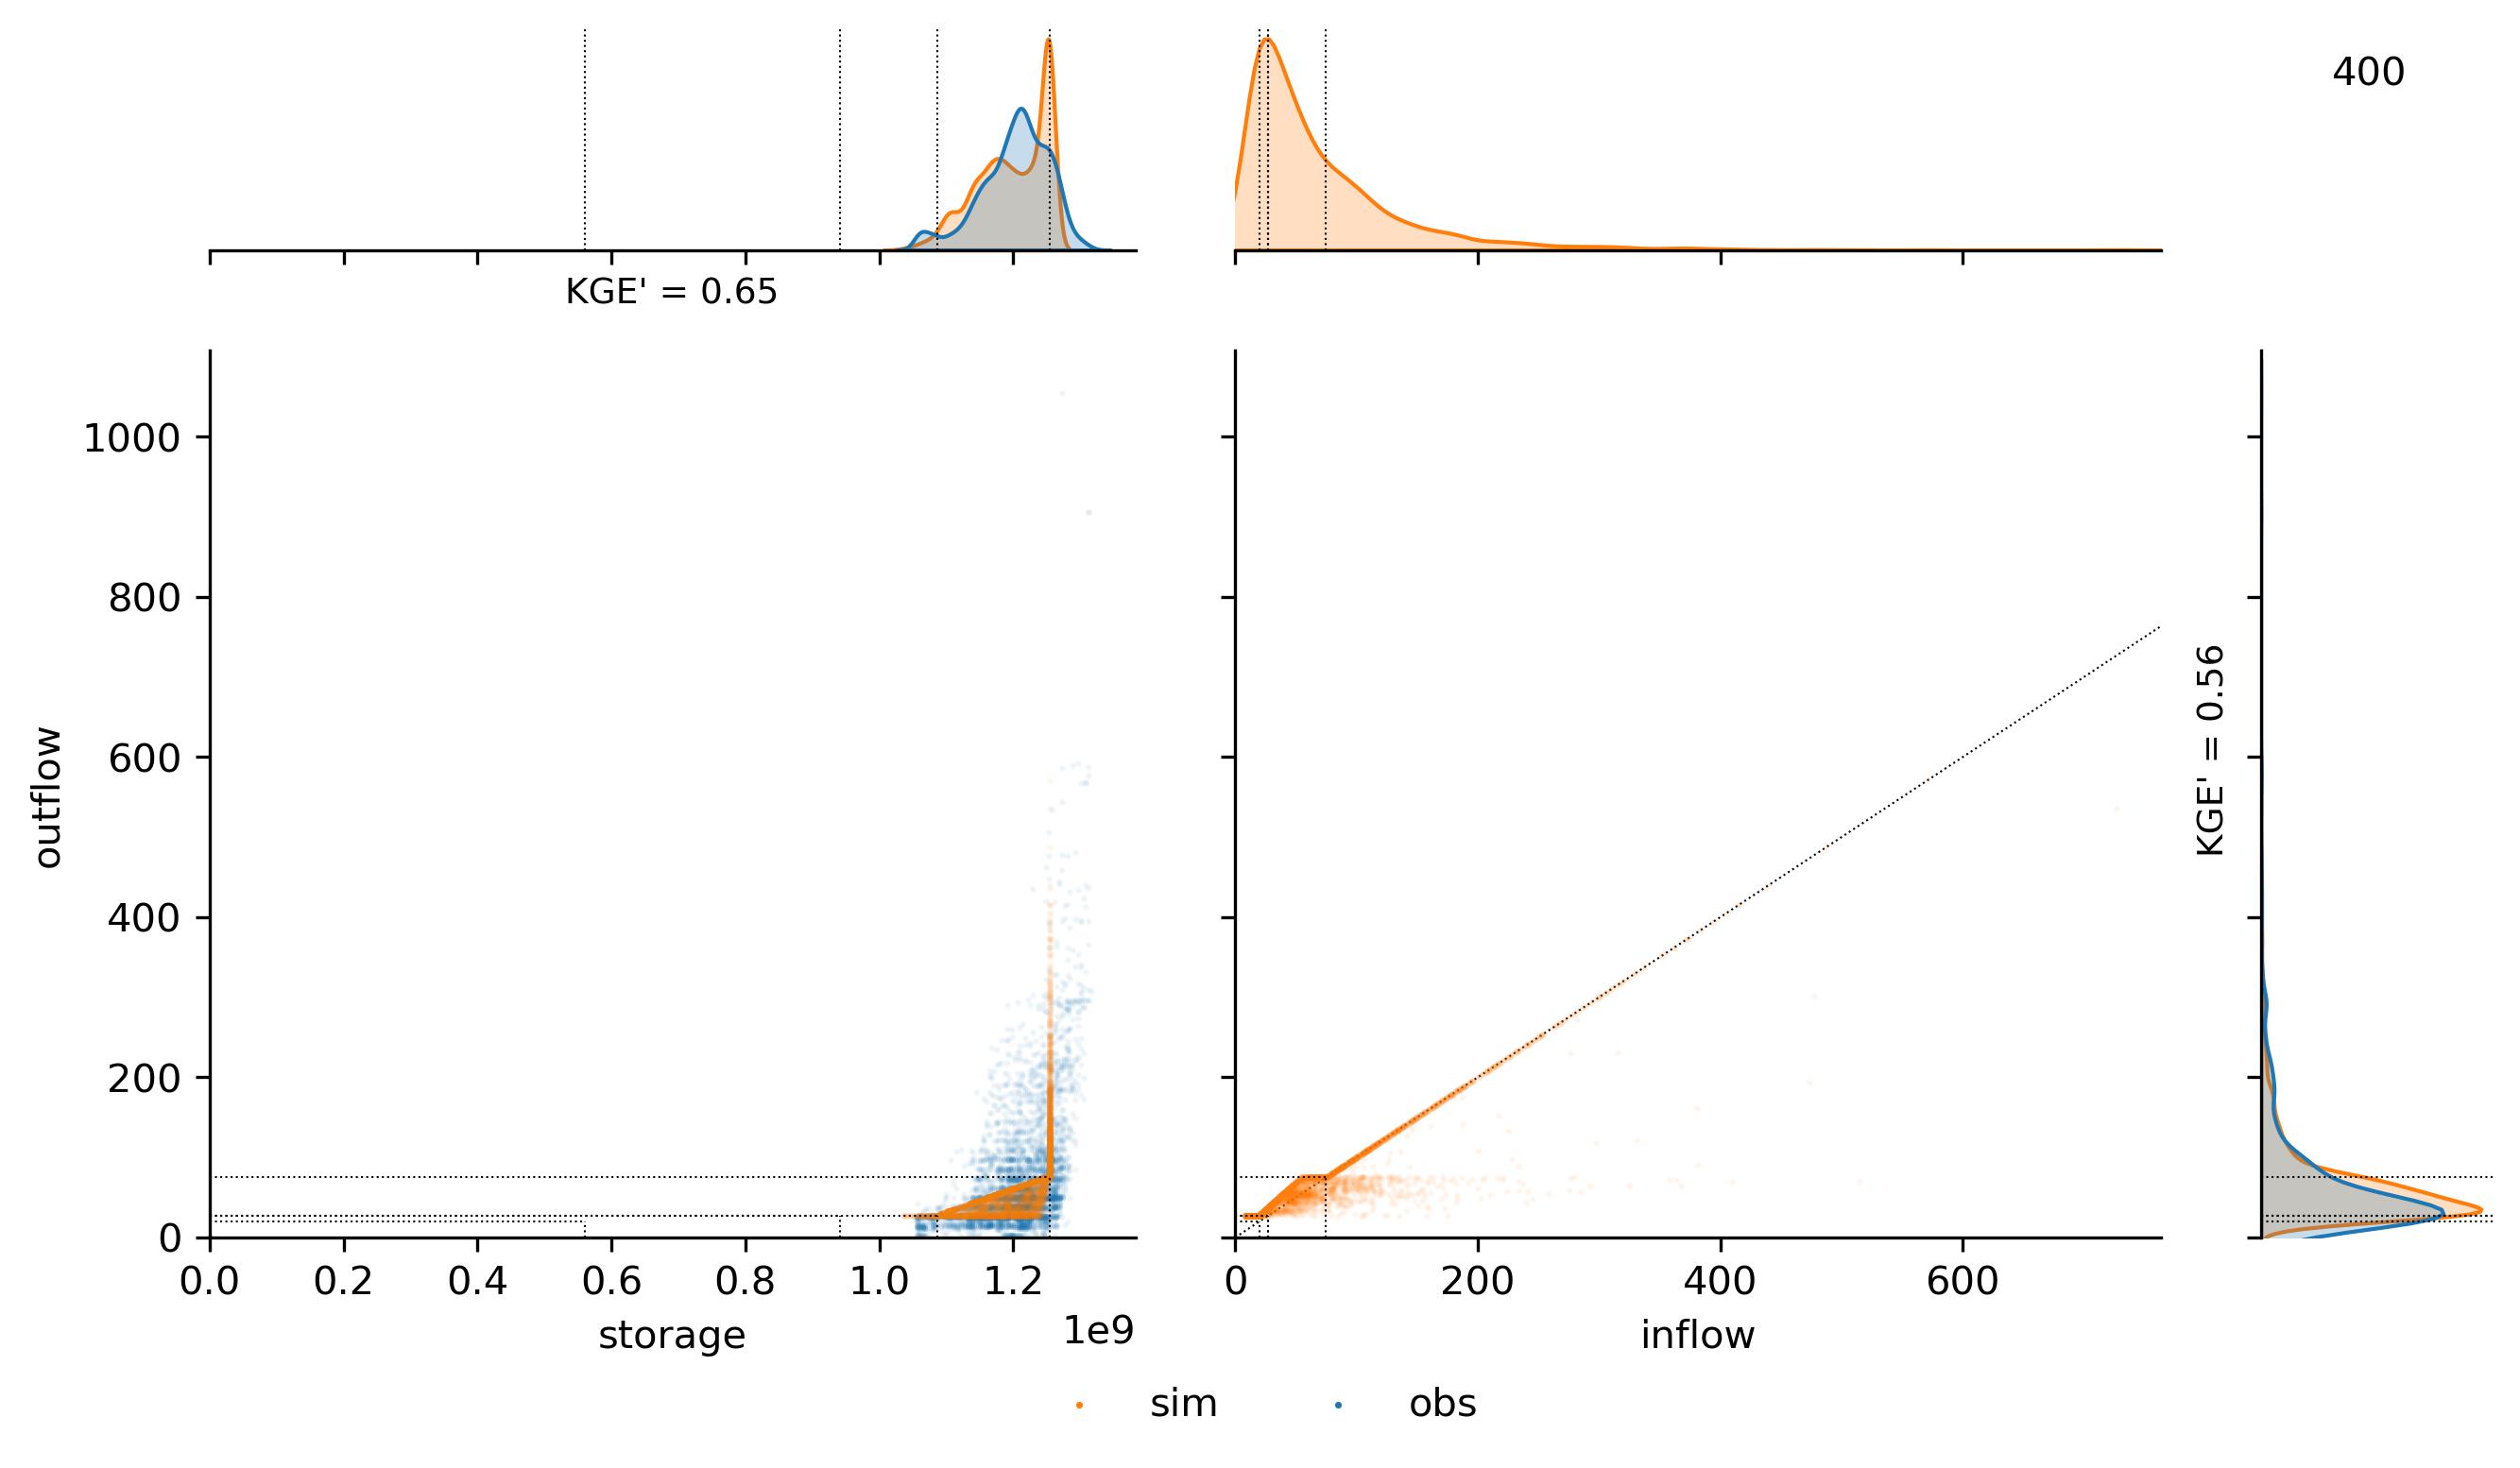 400
KGE' = 0.65
1000
800
600
400
200
0
outflow
KGE' = 0.56
0.0 0.2 0.4 0.6 0.8 1.0 1.2
0 200 400 600
storage
1e9
inflow
sim obs